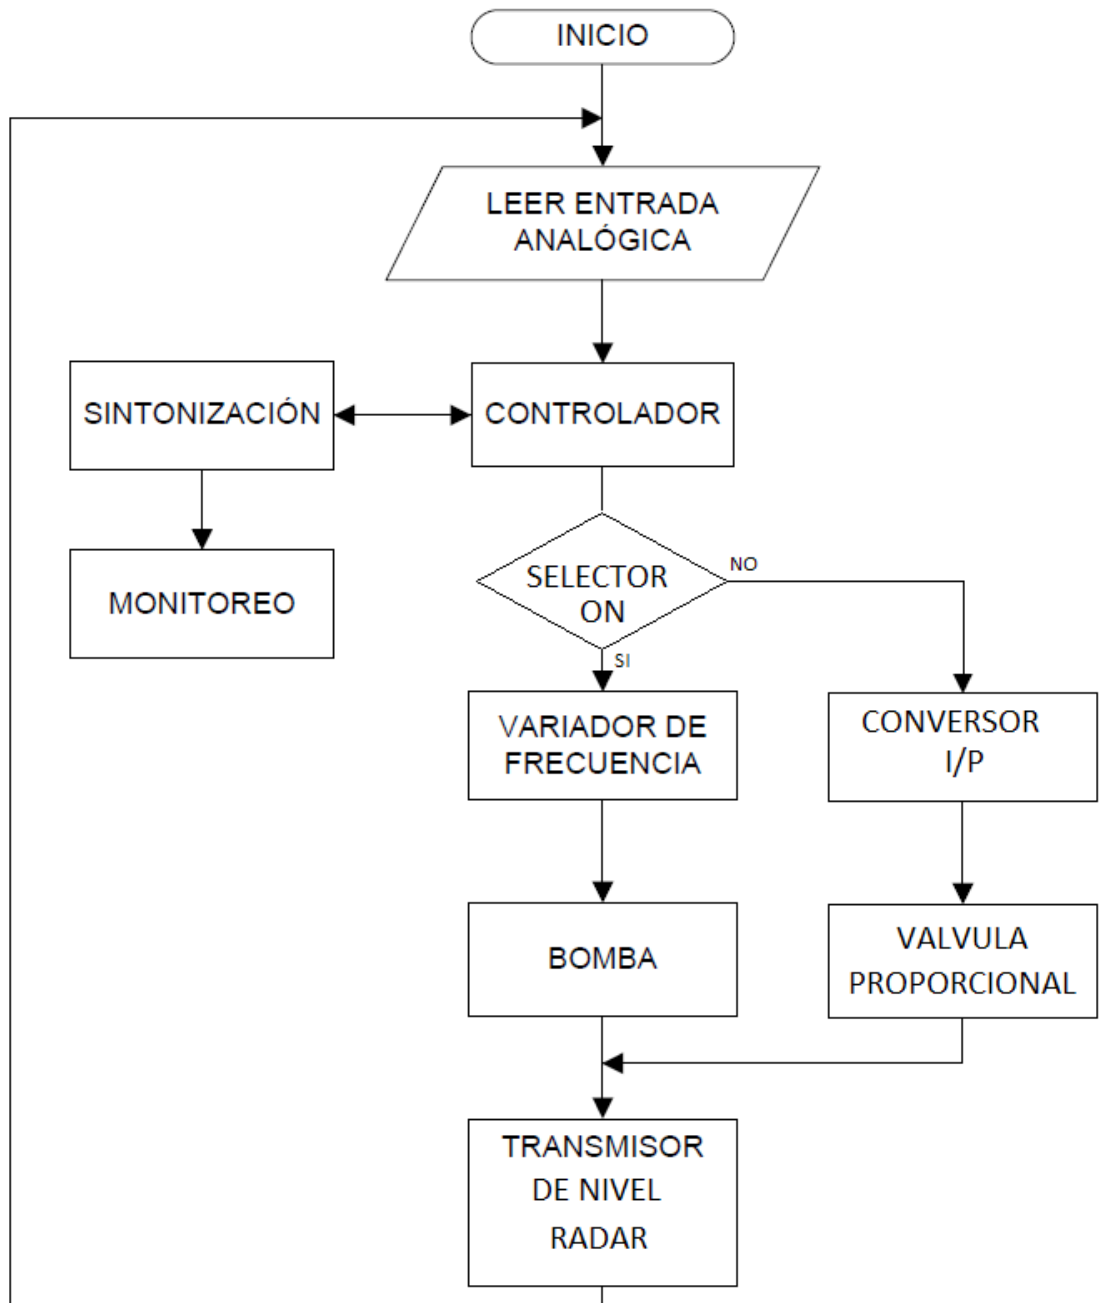 INICIO
LEER ENTRADA
ANALÓGICA
SINTONIZACIÓN
CONTROLADOR
MONITOREO
SELECTOR
ON
NO
SI
VARIADOR DE
FRECUENCIA
CONVERSOR
I/P
BOMBA
VALVULA
PROPORCIONAL
TRANSMISOR
DE NIVEL
RADAR